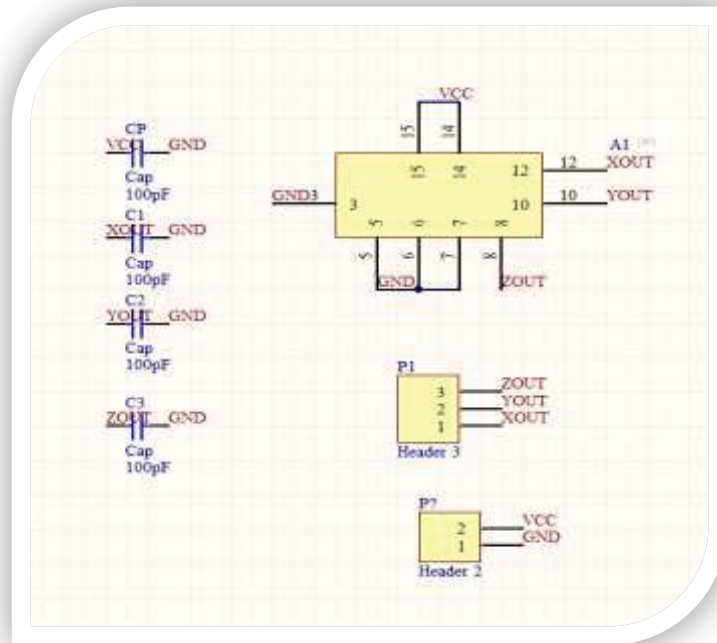 CP
VCC GND
Cap
100pF
C1
XOUT GND
Cap
100pF
C2
YOUT GND
Cap
100pF
C3
ZOUT GND
Cap
100pF
VCC
15 14
A1
15 14 12 12 XOUT
GND 3 3 10 10 YOUT
5 6 7 8
5 6 7 8
GND ZOUT
P1
3 ZOUT
2 YOUT
1 XOUT
Header 3
P?
2 VCC
1 GND
Header 2